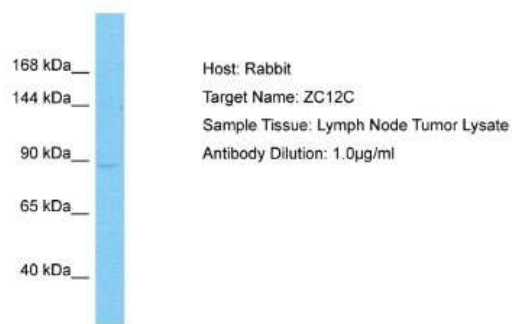 168 kDa__
144 kDa__
90 kDa__
65 kDa__
40 kDa__
Host: Rabbit
Target Name: ZC12C
Sample Tissue: Lymph Node Tumor Lysate
Antibody Dilution: 1.0µg/ml